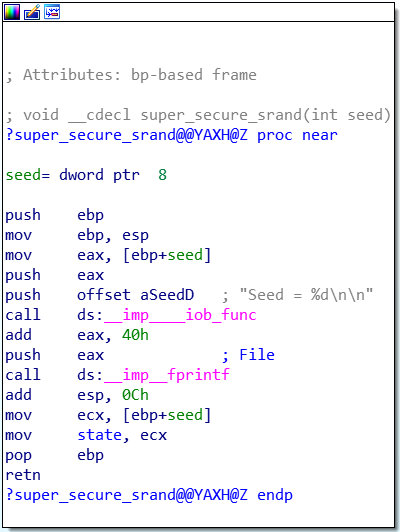 ; Attributes: bp-based frame
; void __cdecl super_secure_srand(int seed)
?super_secure_srand@@YAXH@Z proc near
seed= dword ptr  8
push    ebp
mov     ebp, esp
mov     eax, [ebp+seed]
push    eax
push    offset aSeedD   ; "Seed = %d\n\n"
call    ds:__imp____iob_func
add     eax, 40h
push    eax             ; File
call    ds:__imp__fprintf
add     esp, 0Ch
mov     ecx, [ebp+seed]
mov     state, ecx
pop     ebp
retn
?super_secure_srand@@YAXH@Z endp